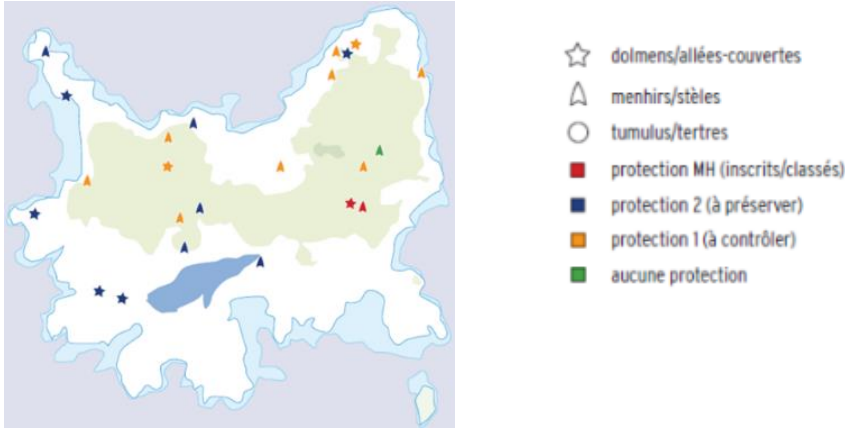 dolmens/allées-couvertes
menhirs/stèles
tumulus/tertres
protection MH (inscrits/classés)
protection 2 (à préserver)
protection 1 (à contrôler)
aucune protection